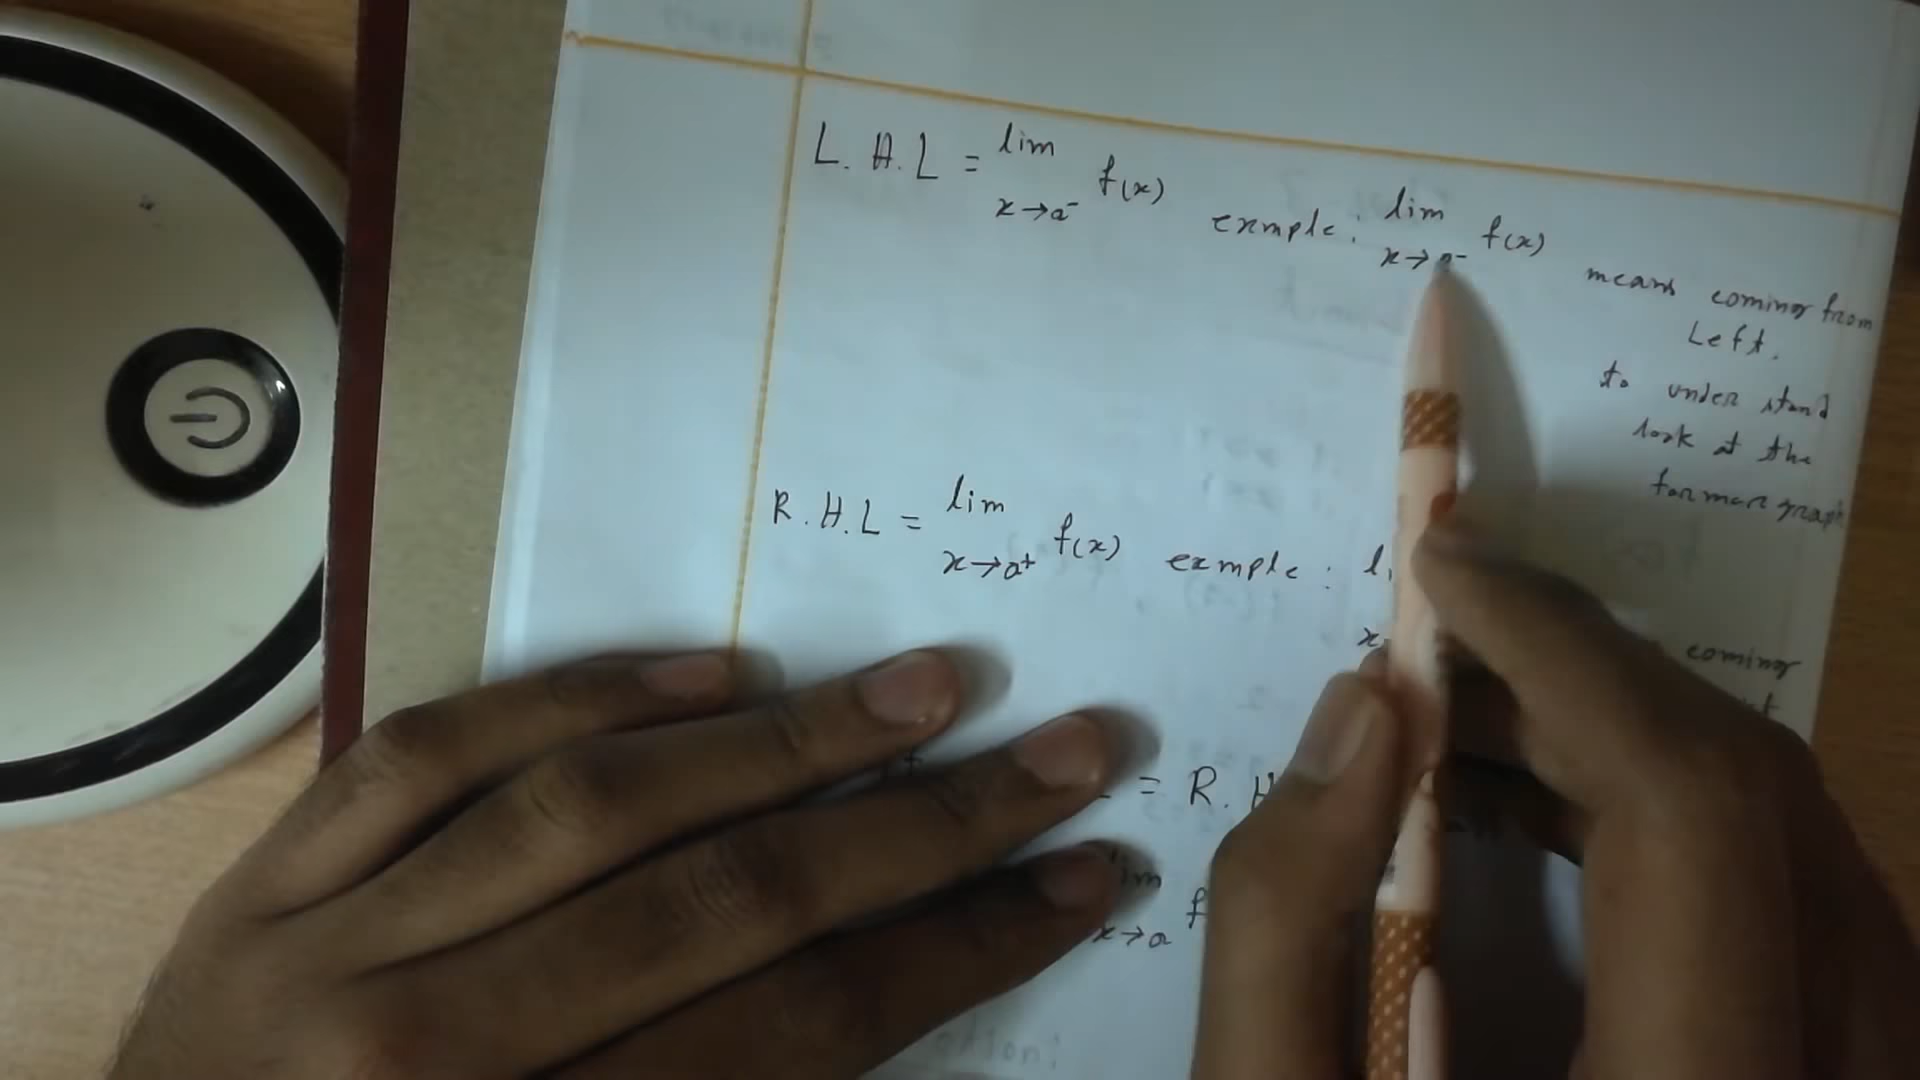 L.H.L = lim x→a⁻ f(x) exmple : lim x→a⁻ f(x) means coming from
Left.
to under stand
look at the
former graph
R.H.L = lim x→a⁺ f(x) exmple :
coming
= R.H
lim
x→a f